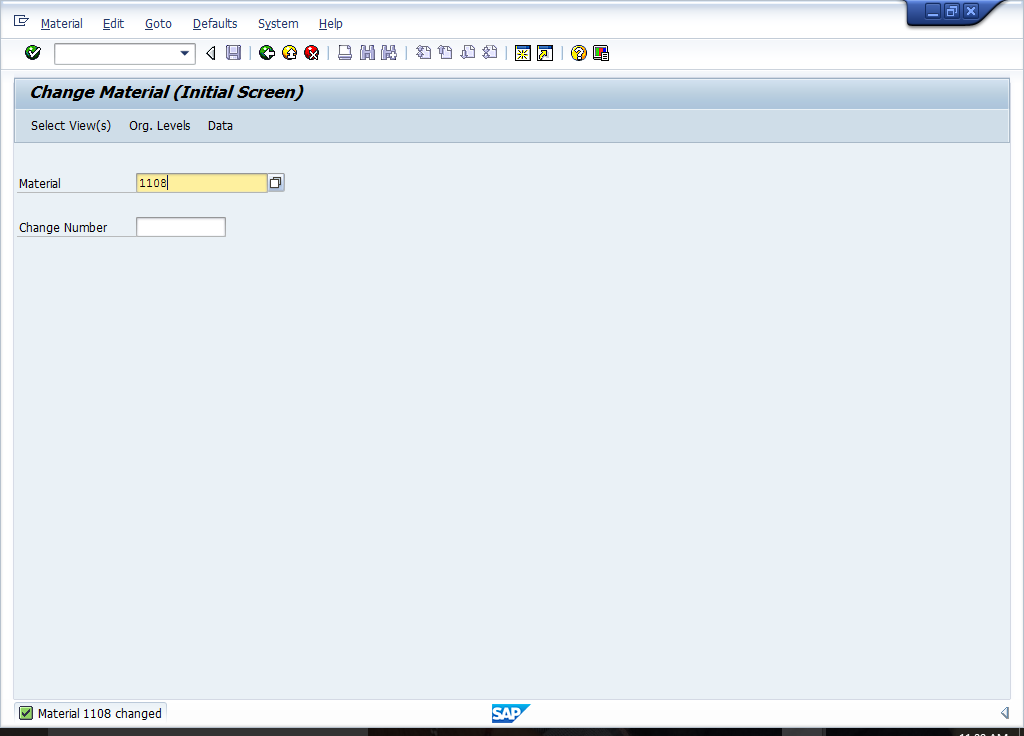 Material Edit Goto Defaults System Help
Change Material (Initial Screen)
Select View(s) Org. Levels Data
Material 1108
Change Number
Material 1108 changed
SAP